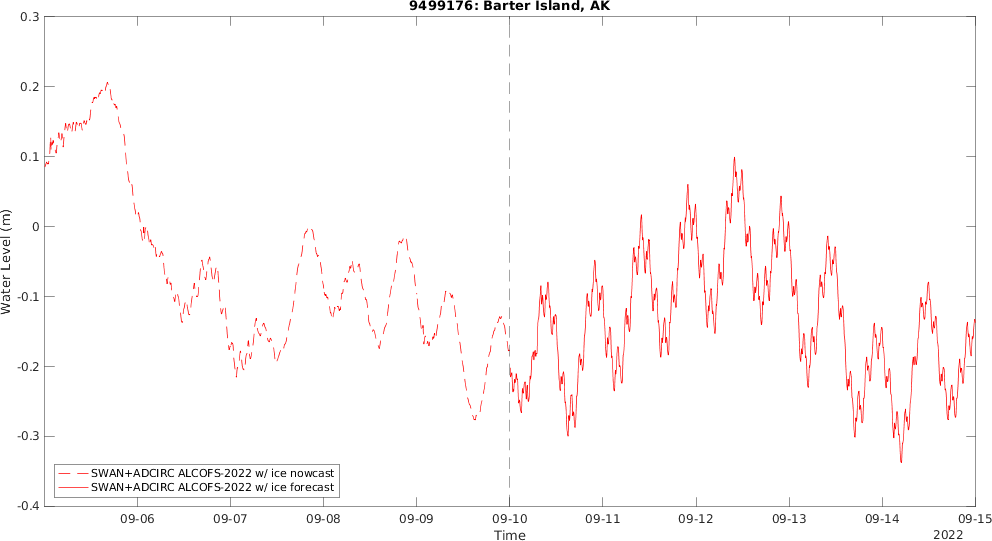 9499176: Barter Island, AK
0.3
0.2
0.1
0
-0.1
-0.2
-0.3
-0.4
Water Level (m)
SWAN+ADCIRC ALCOFS-2022 w/ ice nowcast
SWAN+ADCIRC ALCOFS-2022 w/ ice forecast
09-06 09-07 09-08 09-09 09-10 09-11 09-12 09-13 09-14 09-15
Time
2022